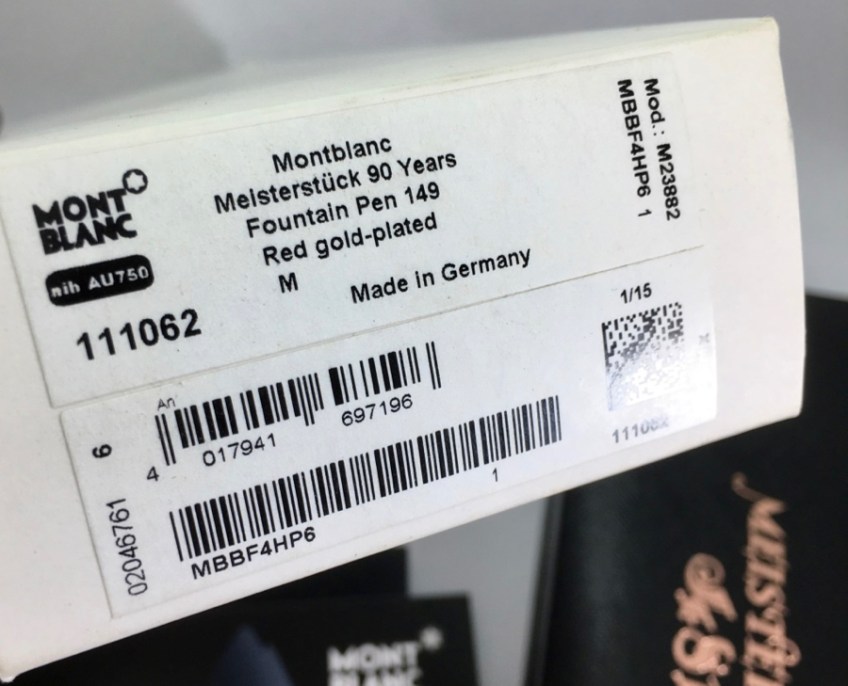 MONT
BLANC
nib AU750
111062
Montblanc
Meisterstück 90 Years
Fountain Pen 149
Red gold-plated
M
Made in Germany
Mod.: M23882
MBBF4HP6 1
1/15
An
4 017941 697196
6
02046761
MBBF4HP6 1
MONT
BLANC